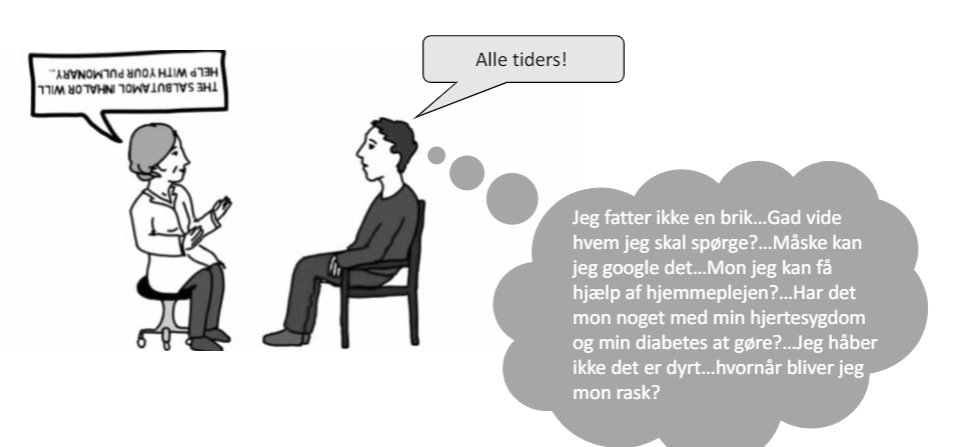 THE SALBUTAMOL INHALOR WILL
HELP WITH YOUR PULMONARY...
Alle tiders!
Jeg fatter ikke en brik...Gad vide
hvem jeg skal spørge?...Måske kan
jeg google det...Mon jeg kan få
hjælp af hjemmeplejen?...Har det
mon noget med min hjertesygdom
og min diabetes at gøre?...Jeg håber
ikke det er dyrt...hvornår bliver jeg
mon rask?